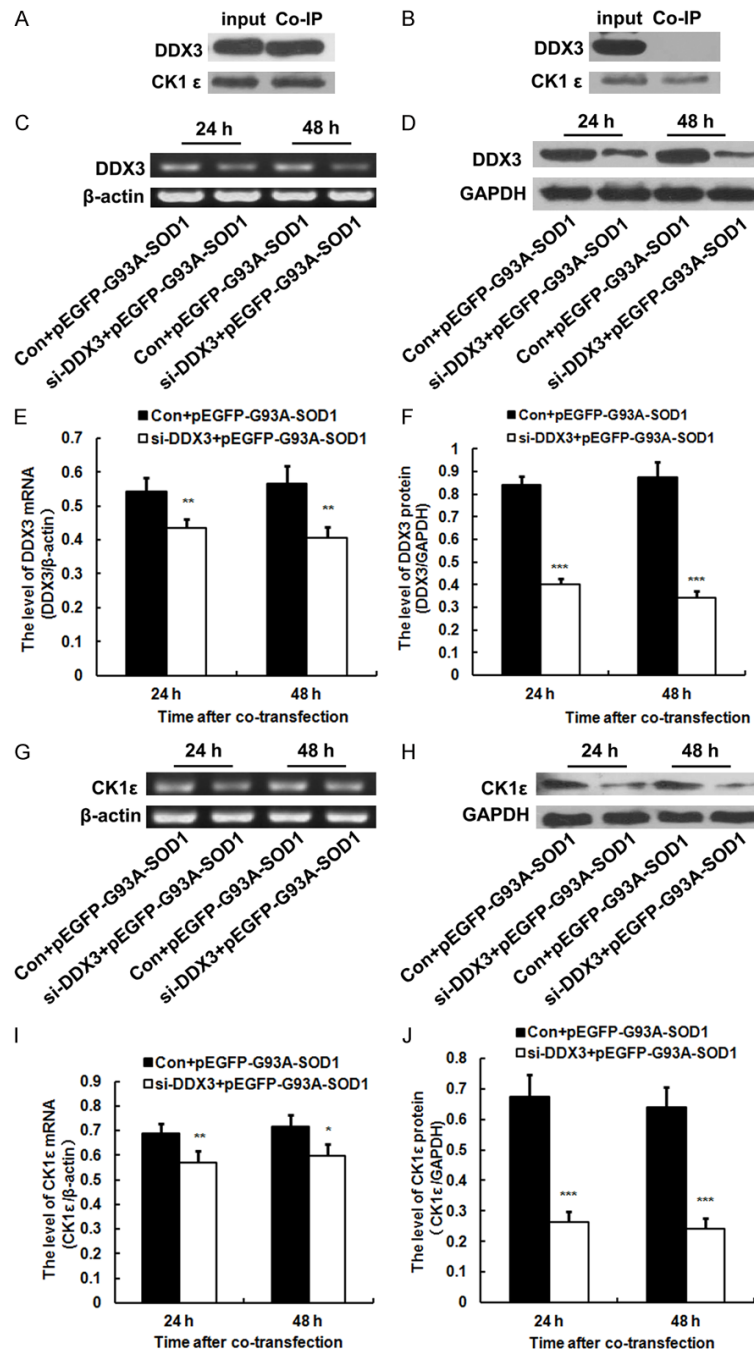 A
input Co-IP
DDX3
CK1 ε
B
input Co-IP
DDX3
CK1 ε
C
24 h 48 h
DDX3
β-actin
Con+pEGFP-G93A-SOD1
si-DDX3+pEGFP-G93A-SOD1
Con+pEGFP-G93A-SOD1
si-DDX3+pEGFP-G93A-SOD1
D
24 h 48 h
DDX3
GAPDH
Con+pEGFP-G93A-SOD1
si-DDX3+pEGFP-G93A-SOD1
Con+pEGFP-G93A-SOD1
si-DDX3+pEGFP-G93A-SOD1
E
Con+pEGFP-G93A-SOD1
si-DDX3+pEGFP-G93A-SOD1
The level of DDX3 mRNA
(DDX3/β-actin)
0.7
0.6
0.5
0.4
0.3
0.2
0.1
0
**
**
24 h 48 h
Time after co-transfection
F
Con+pEGFP-G93A-SOD1
si-DDX3+pEGFP-G93A-SOD1
The level of DDX3 protein
(DDX3/GAPDH)
1
0.9
0.8
0.7
0.6
0.5
0.4
0.3
0.2
0.1
0
***
***
24 h 48 h
Time after co-transfection
G
24 h 48 h
CK1ε
β-actin
Con+pEGFP-G93A-SOD1
si-DDX3+pEGFP-G93A-SOD1
Con+pEGFP-G93A-SOD1
si-DDX3+pEGFP-G93A-SOD1
H
24 h 48 h
CK1ε
GAPDH
Con+pEGFP-G93A-SOD1
si-DDX3+pEGFP-G93A-SOD1
Con+pEGFP-G93A-SOD1
si-DDX3+pEGFP-G93A-SOD1
I
Con+pEGFP-G93A-SOD1
si-DDX3+pEGFP-G93A-SOD1
The level of CK1ε mRNA
(CK1ε/β-actin)
0.9
0.8
0.7
0.6
0.5
0.4
0.3
0.2
0.1
0
**
*
24 h 48 h
Time after co-transfection
J
Con+pEGFP-G93A-SOD1
si-DDX3+pEGFP-G93A-SOD1
The level of CK1ε protein
(CK1ε/GAPDH)
0.8
0.7
0.6
0.5
0.4
0.3
0.2
0.1
0
***
***
24 h 48 h
Time after co-transfection